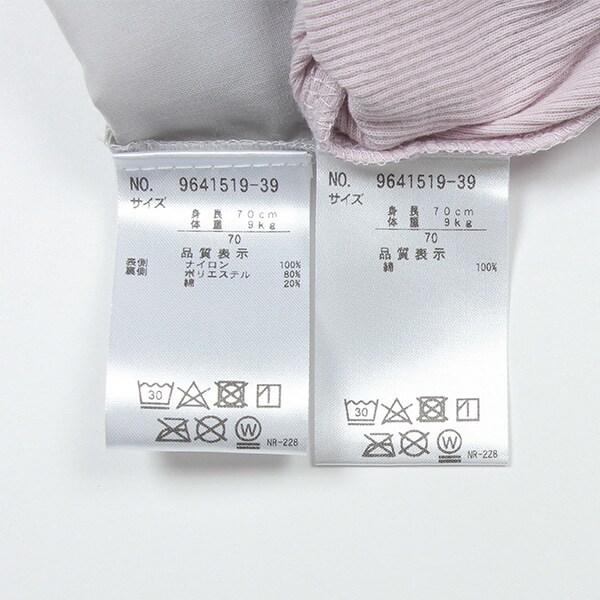 NO. 9641519-39
サイズ
身長 70cm
体重 9kg
70
品質表示
表側 ナイロン 100%
裏側 ポリエステル 80%
綿 20%
30
W
NR-228
NO. 9641519-39
サイズ
身長 70cm
体重 9kg
70
品質表示
綿 100%
30
W
NR-228